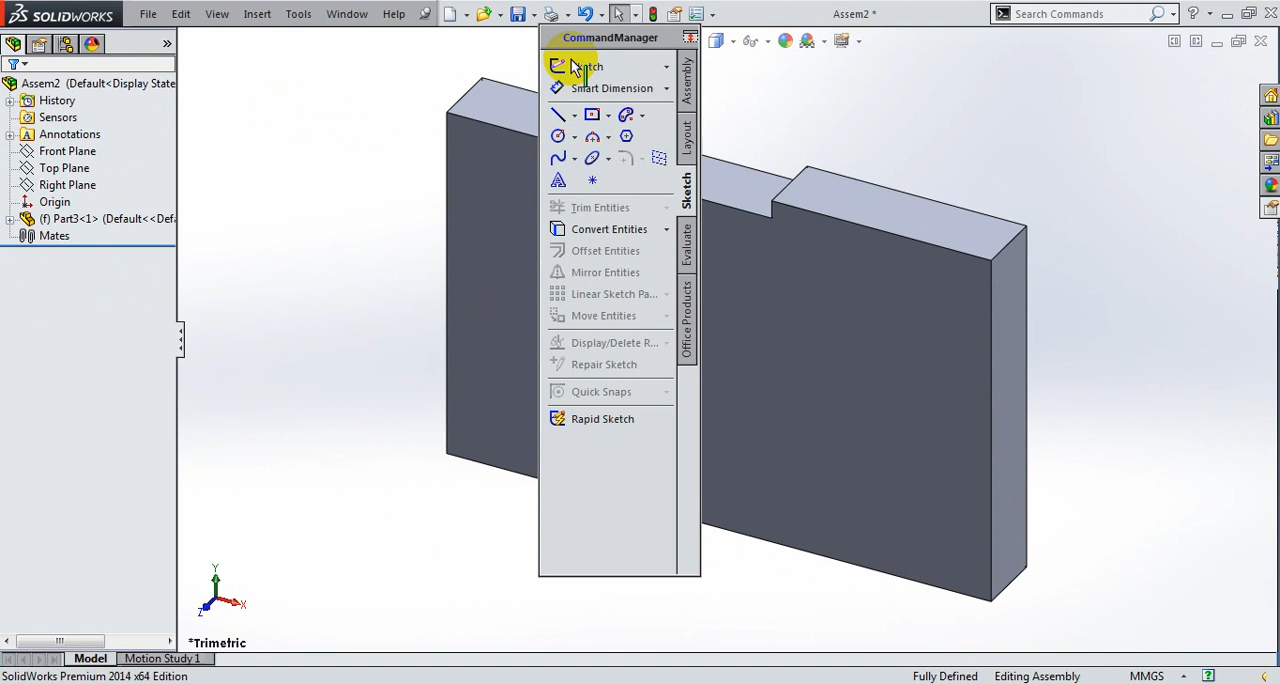 SOLIDWORKS File Edit View Insert Tools Window Help Assem2 * Search Commands
CommandManager
Assem2 (Default<Display State
History
Sensors
Annotations
Front Plane
Top Plane
Right Plane
Origin
(f) Part3<1> (Default<<Def
Mates
Smart Dimension
Trim Entities
Convert Entities
Offset Entities
Mirror Entities
Linear Sketch Pa...
Move Entities
Display/Delete R...
Repair Sketch
Quick Snaps
Rapid Sketch
Assembly
Layout
Sketch
Evaluate
Office Products
Y
X
Z
*Trimetric
Model Motion Study 1
SolidWorks Premium 2014 x64 Edition Fully Defined Editing Assembly MMGS